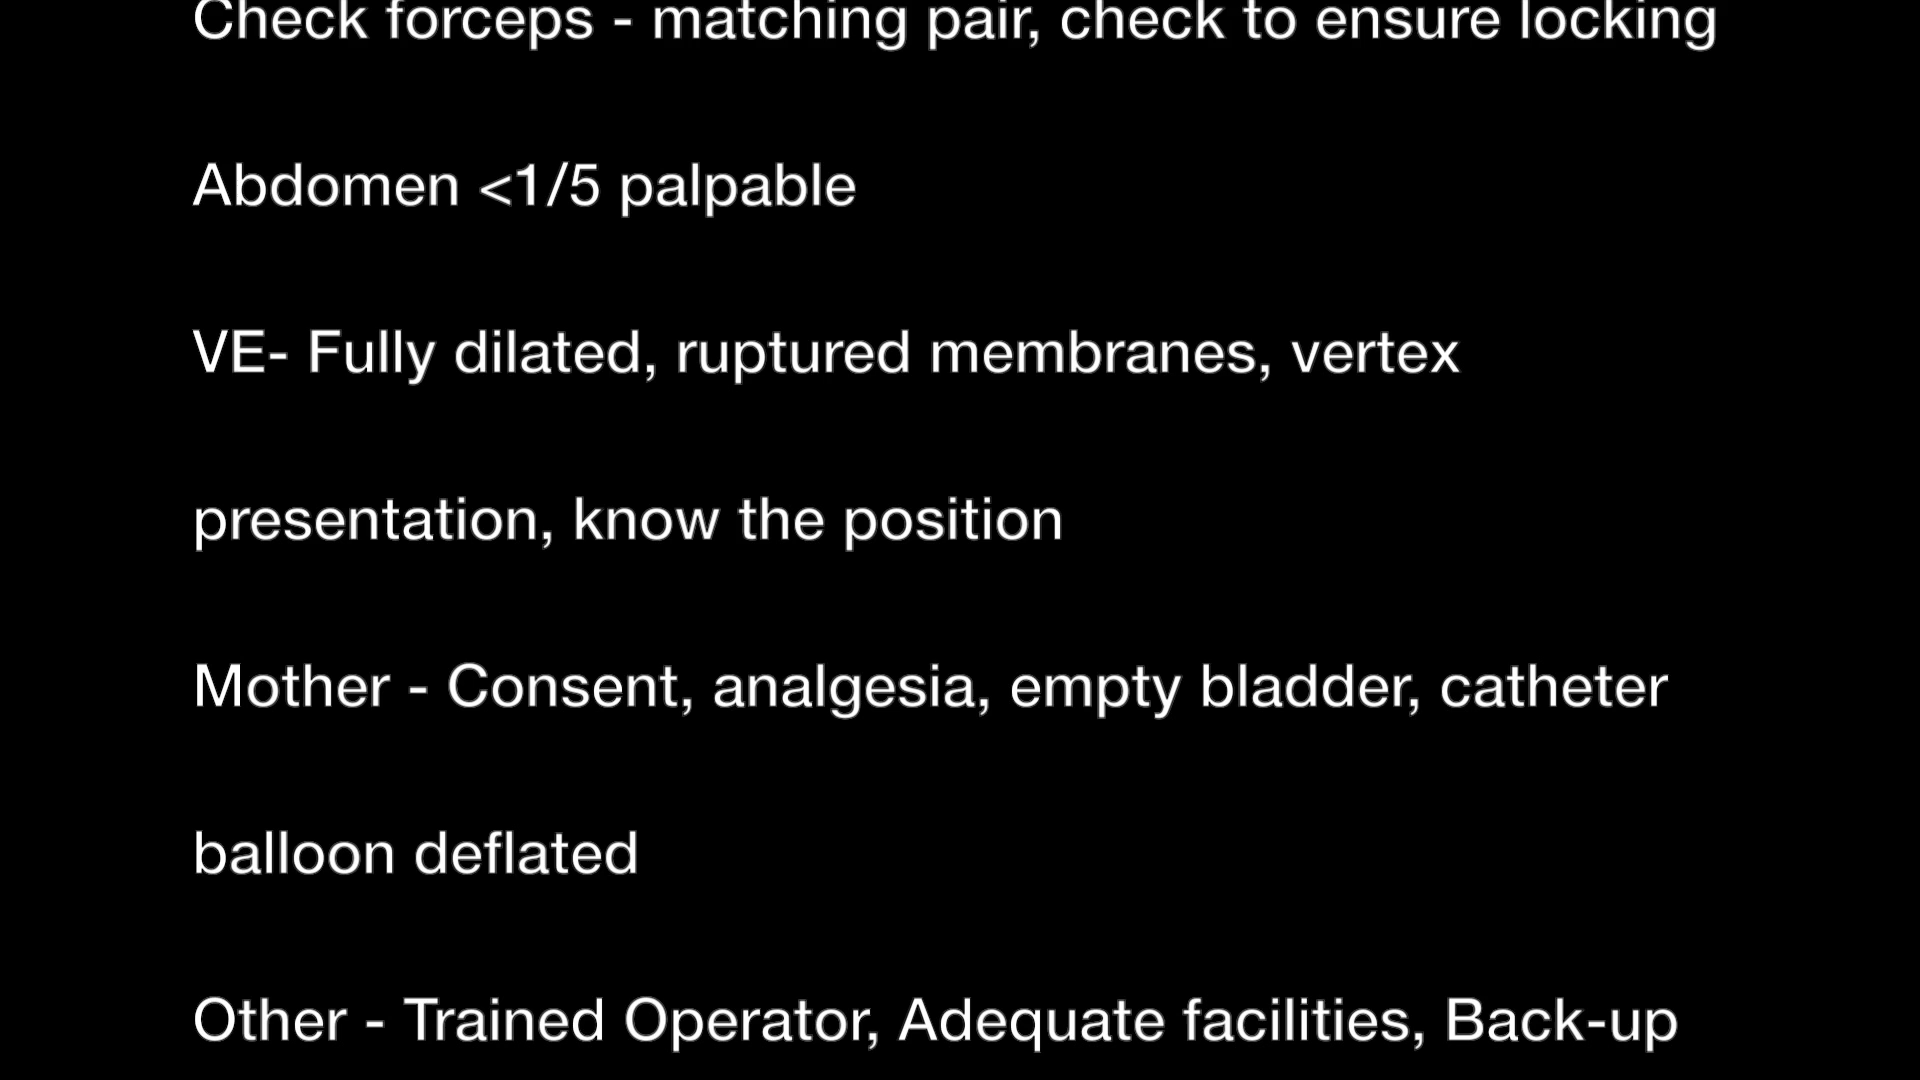 Check forceps - matching pair, check to ensure locking
Abdomen <1/5 palpable
VE- Fully dilated, ruptured membranes, vertex
presentation, know the position
Mother - Consent, analgesia, empty bladder, catheter
balloon deflated
Other - Trained Operator, Adequate facilities, Back-up